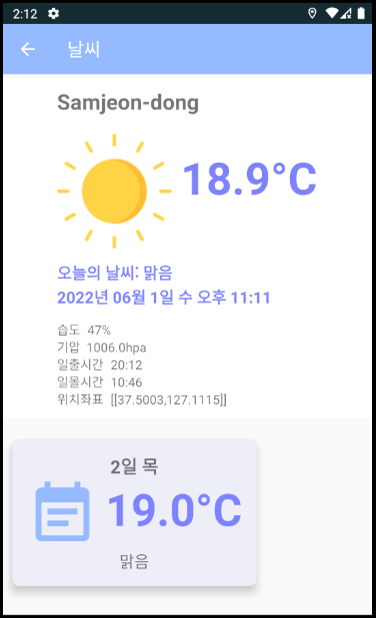 2:12
날씨
Samjeon-dong
18.9°C
오늘의 날씨: 맑음
2022년 06월 1일 수 오후 11:11
습도 47%
기압 1006.0hpa
일출시간 20:12
일몰시간 10:46
위치좌표 [[37.5003,127.1115]]
2일 목
19.0°C
맑음